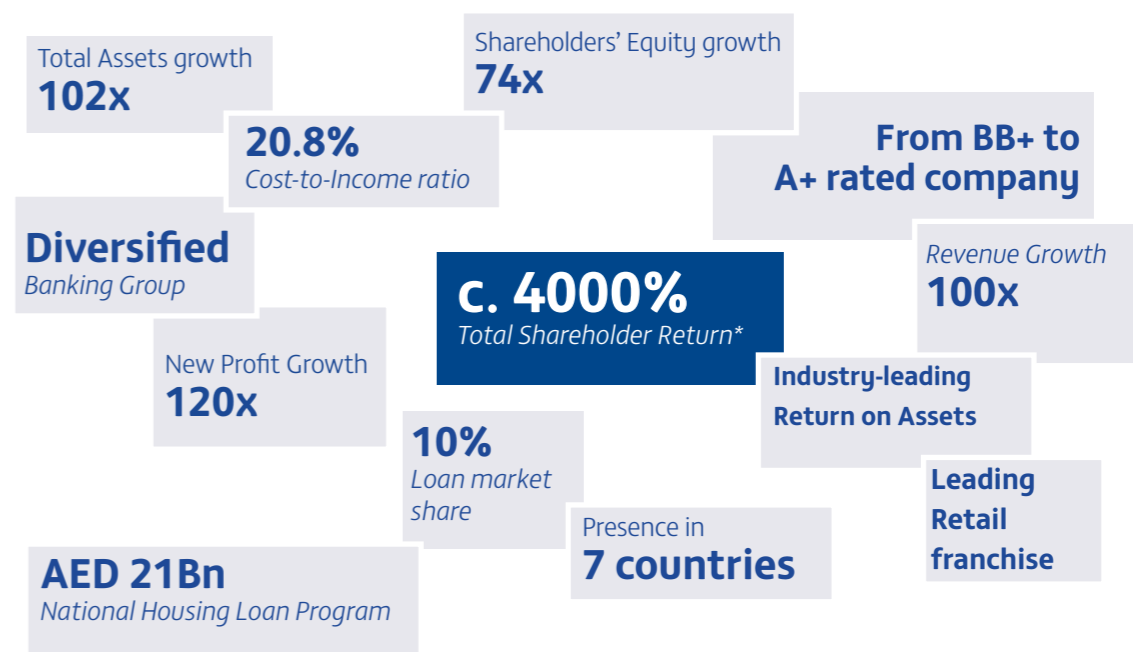 Total Assets growth
102x
Shareholders’ Equity growth
74x
20.8%
Cost-to-Income ratio
From BB+ to
A+ rated company
Diversified
Banking Group
c. 4000%
Total Shareholder Return*
Revenue Growth
100x
New Profit Growth
120x
Industry-leading
Return on Assets
10%
Loan market
share
Leading
Retail
franchise
Presence in
7 countries
AED 21Bn
National Housing Loan Program